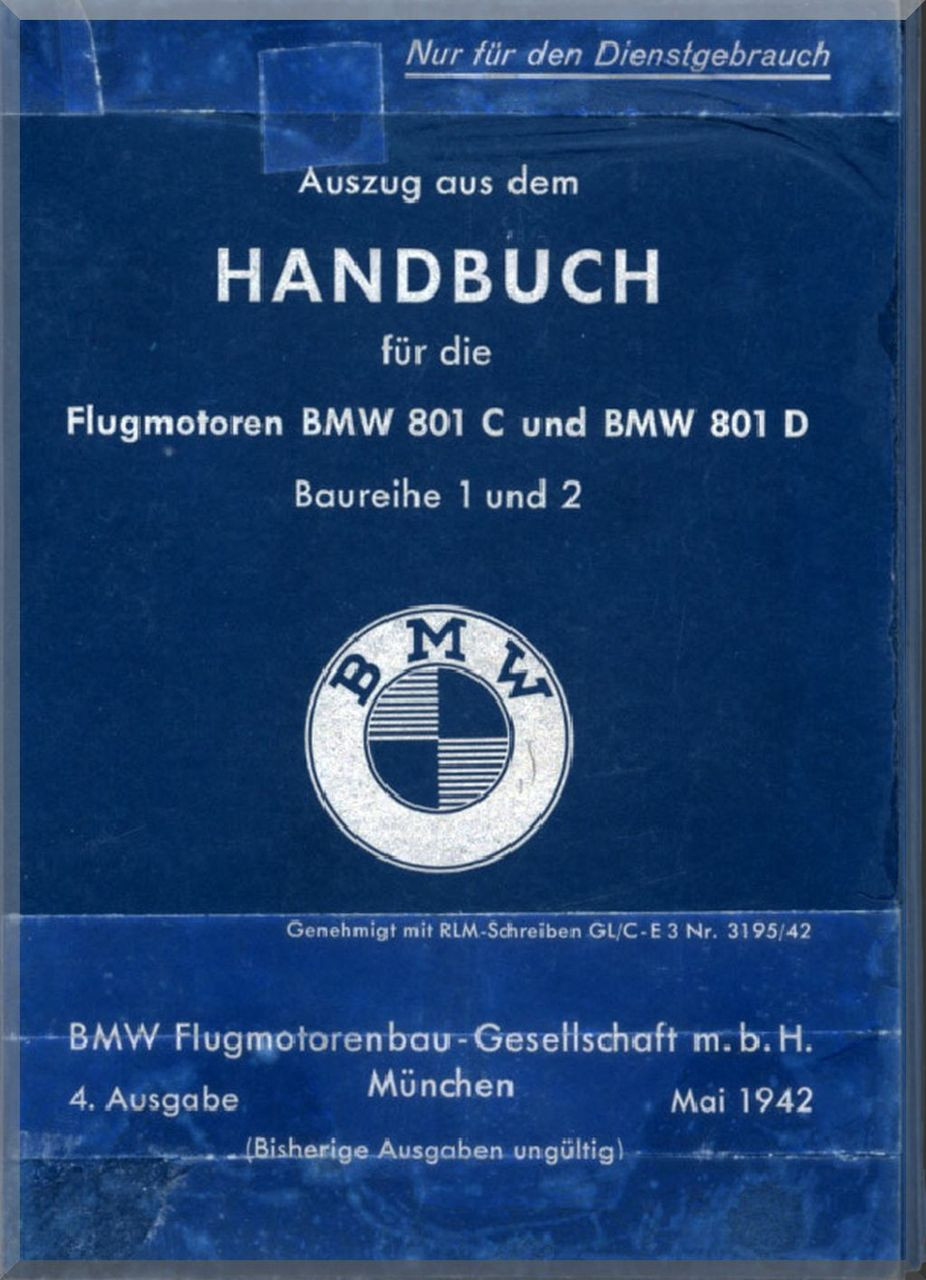 Nur für den Dienstgebrauch
Auszug aus dem
HANDBUCH
für die
Flugmotoren BMW 801 C und BMW 801 D
Baureihe 1 und 2
BMW
Genehmigt mit RLM-Schreiben GL/C-E 3 Nr. 3195/42
BMW Flugmotorenbau-Gesellschaft m.b.H.
München
4. Ausgabe Mai 1942
(Bisherige Ausgaben ungültig)